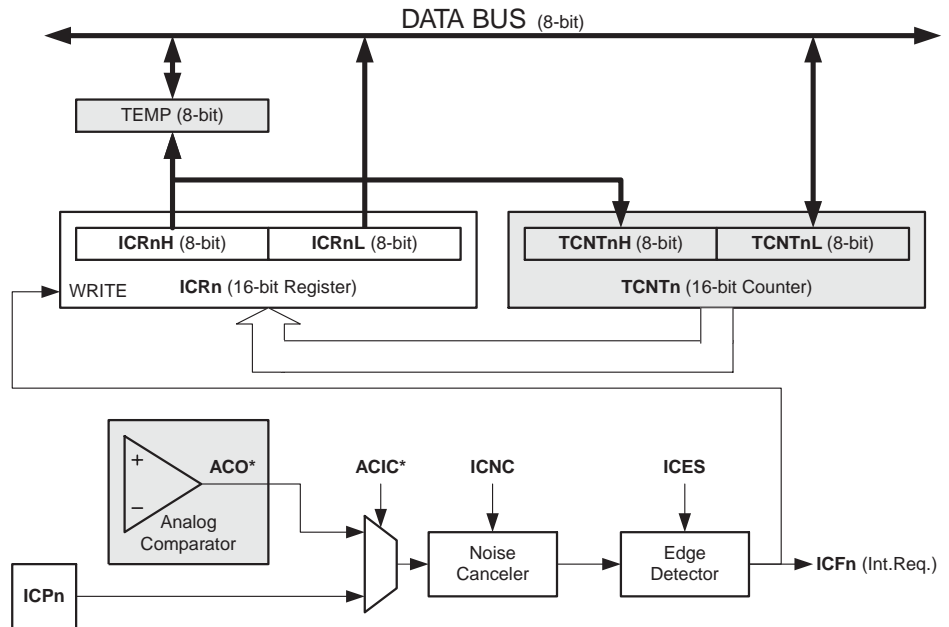 DATA BUS (8-bit)
TEMP (8-bit)
ICRnH (8-bit) ICRnL (8-bit)
TCNTnH (8-bit) TCNTnL (8-bit)
WRITE
ICRn (16-bit Register)
TCNTn (16-bit Counter)
+
−
ACO*
Analog
Comparator
ACIC*
ICNC
ICES
Noise
Canceler
Edge
Detector
ICFn (Int.Req.)
ICPn